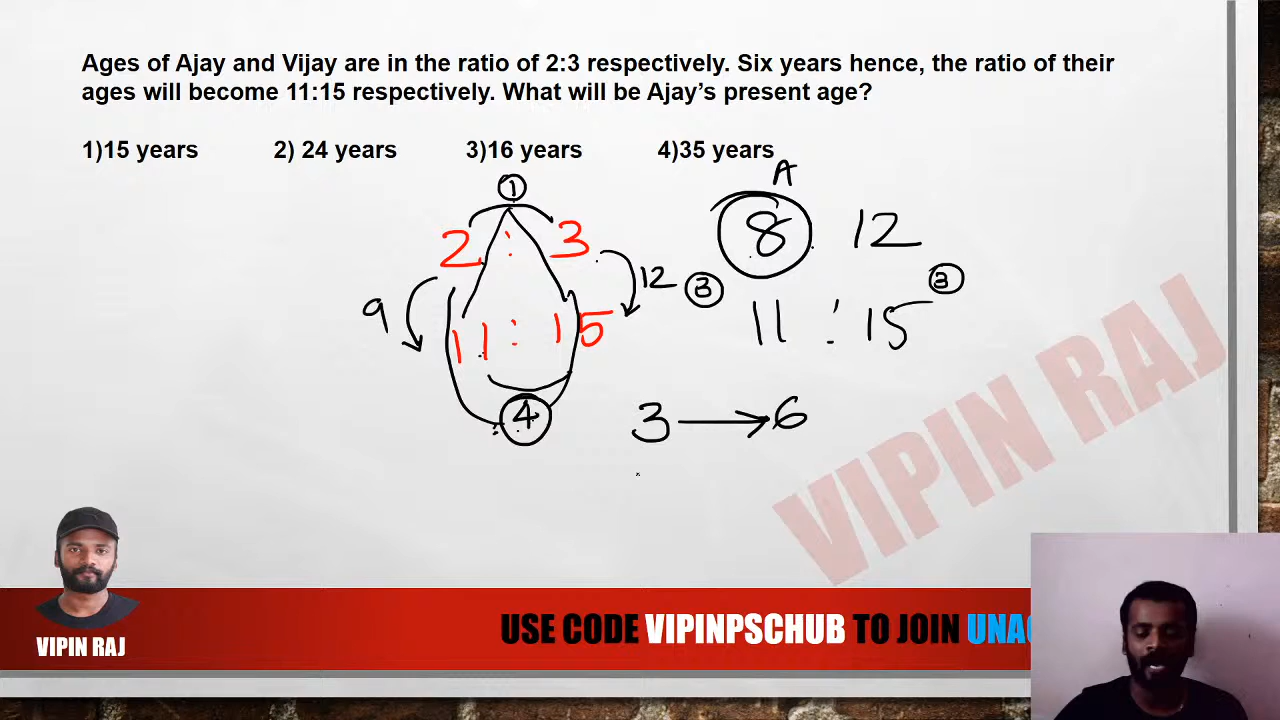 Ages of Ajay and Vijay are in the ratio of 2:3 respectively. Six years hence, the ratio of their
ages will become 11:15 respectively. What will be Ajay's present age?
1)15 years 2) 24 years 3)16 years 4)35 years
1
A
2 : 3
8 12
9
12
3
3
11 : 15
11 : 15
4
3 → 6
VIPIN RAJ
VIPIN RAJ
USE CODE VIPINPSCHUB TO JOIN